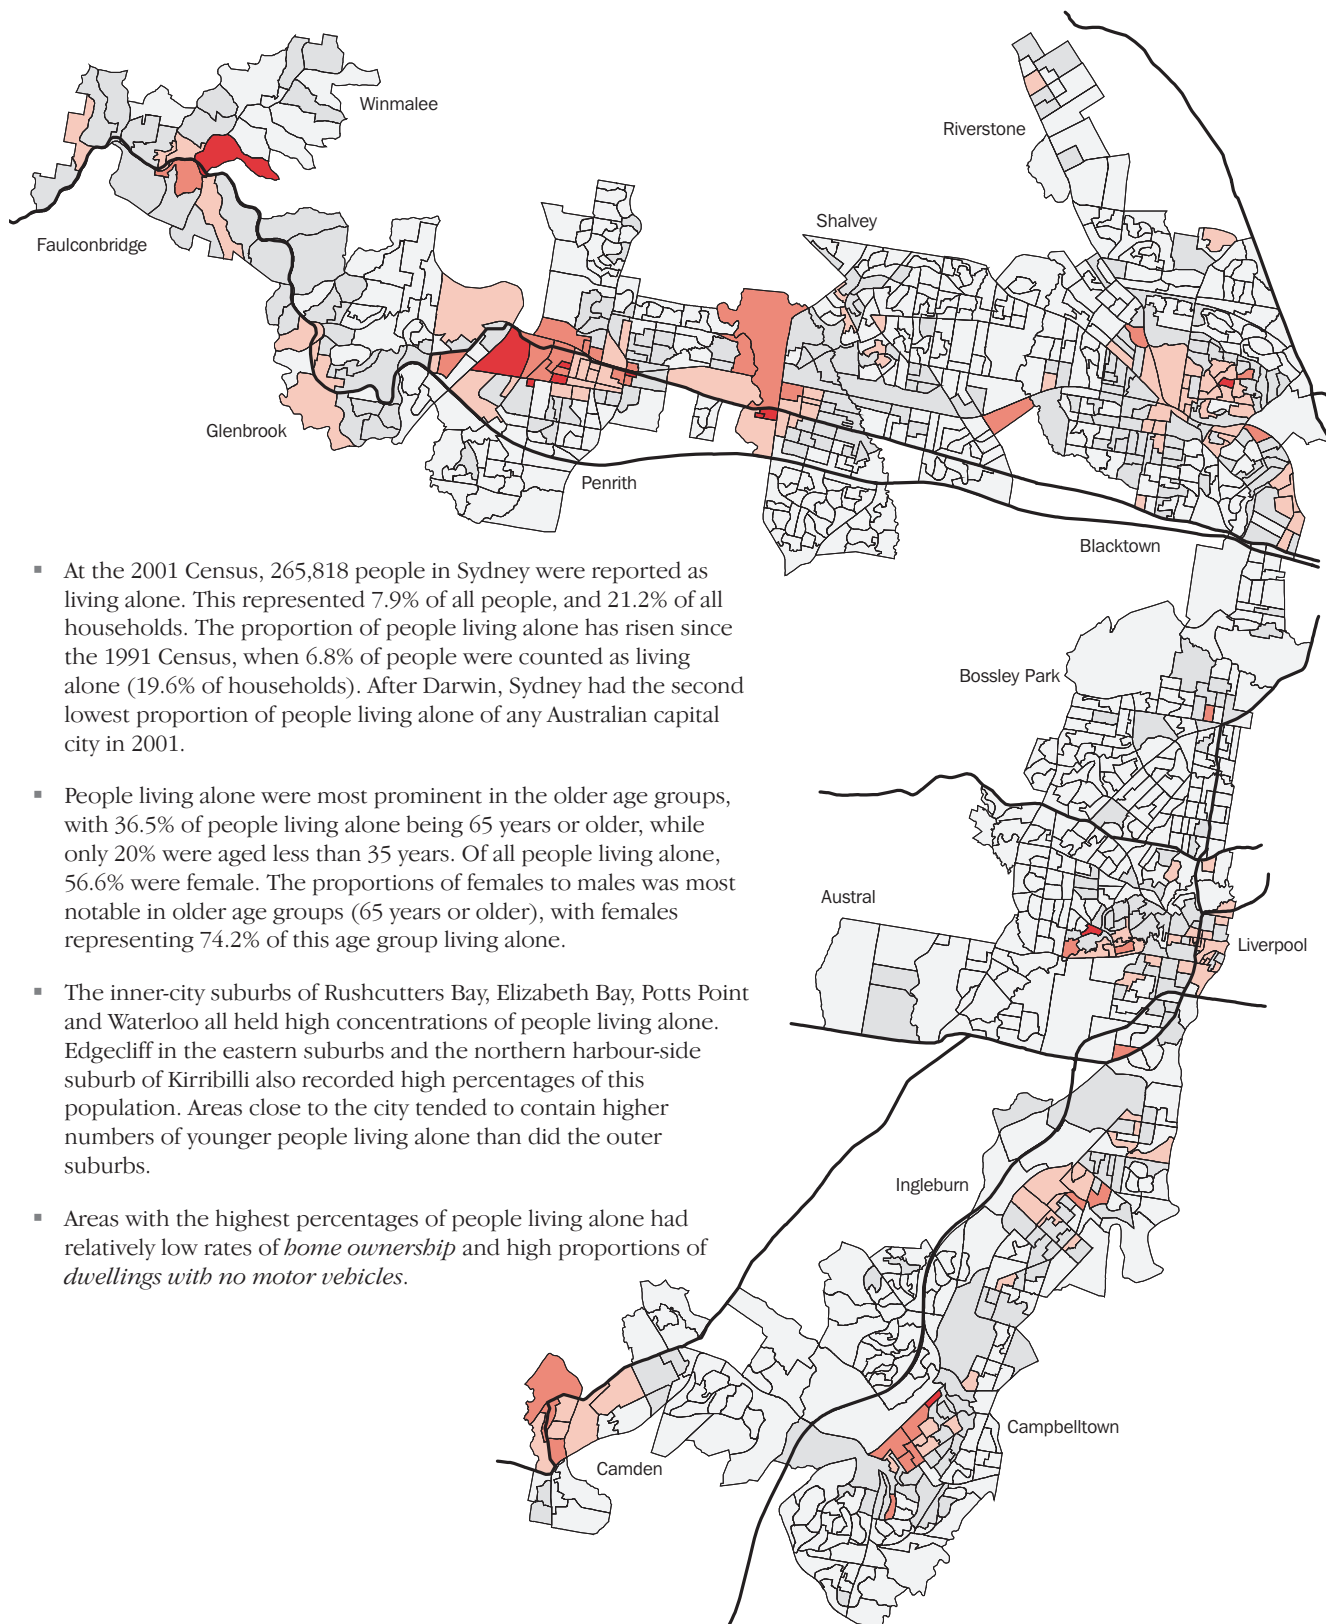 Winmalee
Riverstone
Shalvey
Faulconbridge
Glenbrook
Penrith
Blacktown
▪ At the 2001 Census, 265,818 people in Sydney were reported as
living alone. This represented 7.9% of all people, and 21.2% of all
households. The proportion of people living alone has risen since
the 1991 Census, when 6.8% of people were counted as living
alone (19.6% of households). After Darwin, Sydney had the second
lowest proportion of people living alone of any Australian capital
city in 2001.
▪ People living alone were most prominent in the older age groups,
with 36.5% of people living alone being 65 years or older, while
only 20% were aged less than 35 years. Of all people living alone,
56.6% were female. The proportions of females to males was most
notable in older age groups (65 years or older), with females
representing 74.2% of this age group living alone.
▪ The inner-city suburbs of Rushcutters Bay, Elizabeth Bay, Potts Point
and Waterloo all held high concentrations of people living alone.
Edgecliff in the eastern suburbs and the northern harbour-side
suburb of Kirribilli also recorded high percentages of this
population. Areas close to the city tended to contain higher
numbers of younger people living alone than did the outer
suburbs.
▪ Areas with the highest percentages of people living alone had
relatively low rates of home ownership and high proportions of
dwellings with no motor vehicles.
Bossley Park
Austral
Liverpool
Ingleburn
Campbelltown
Camden